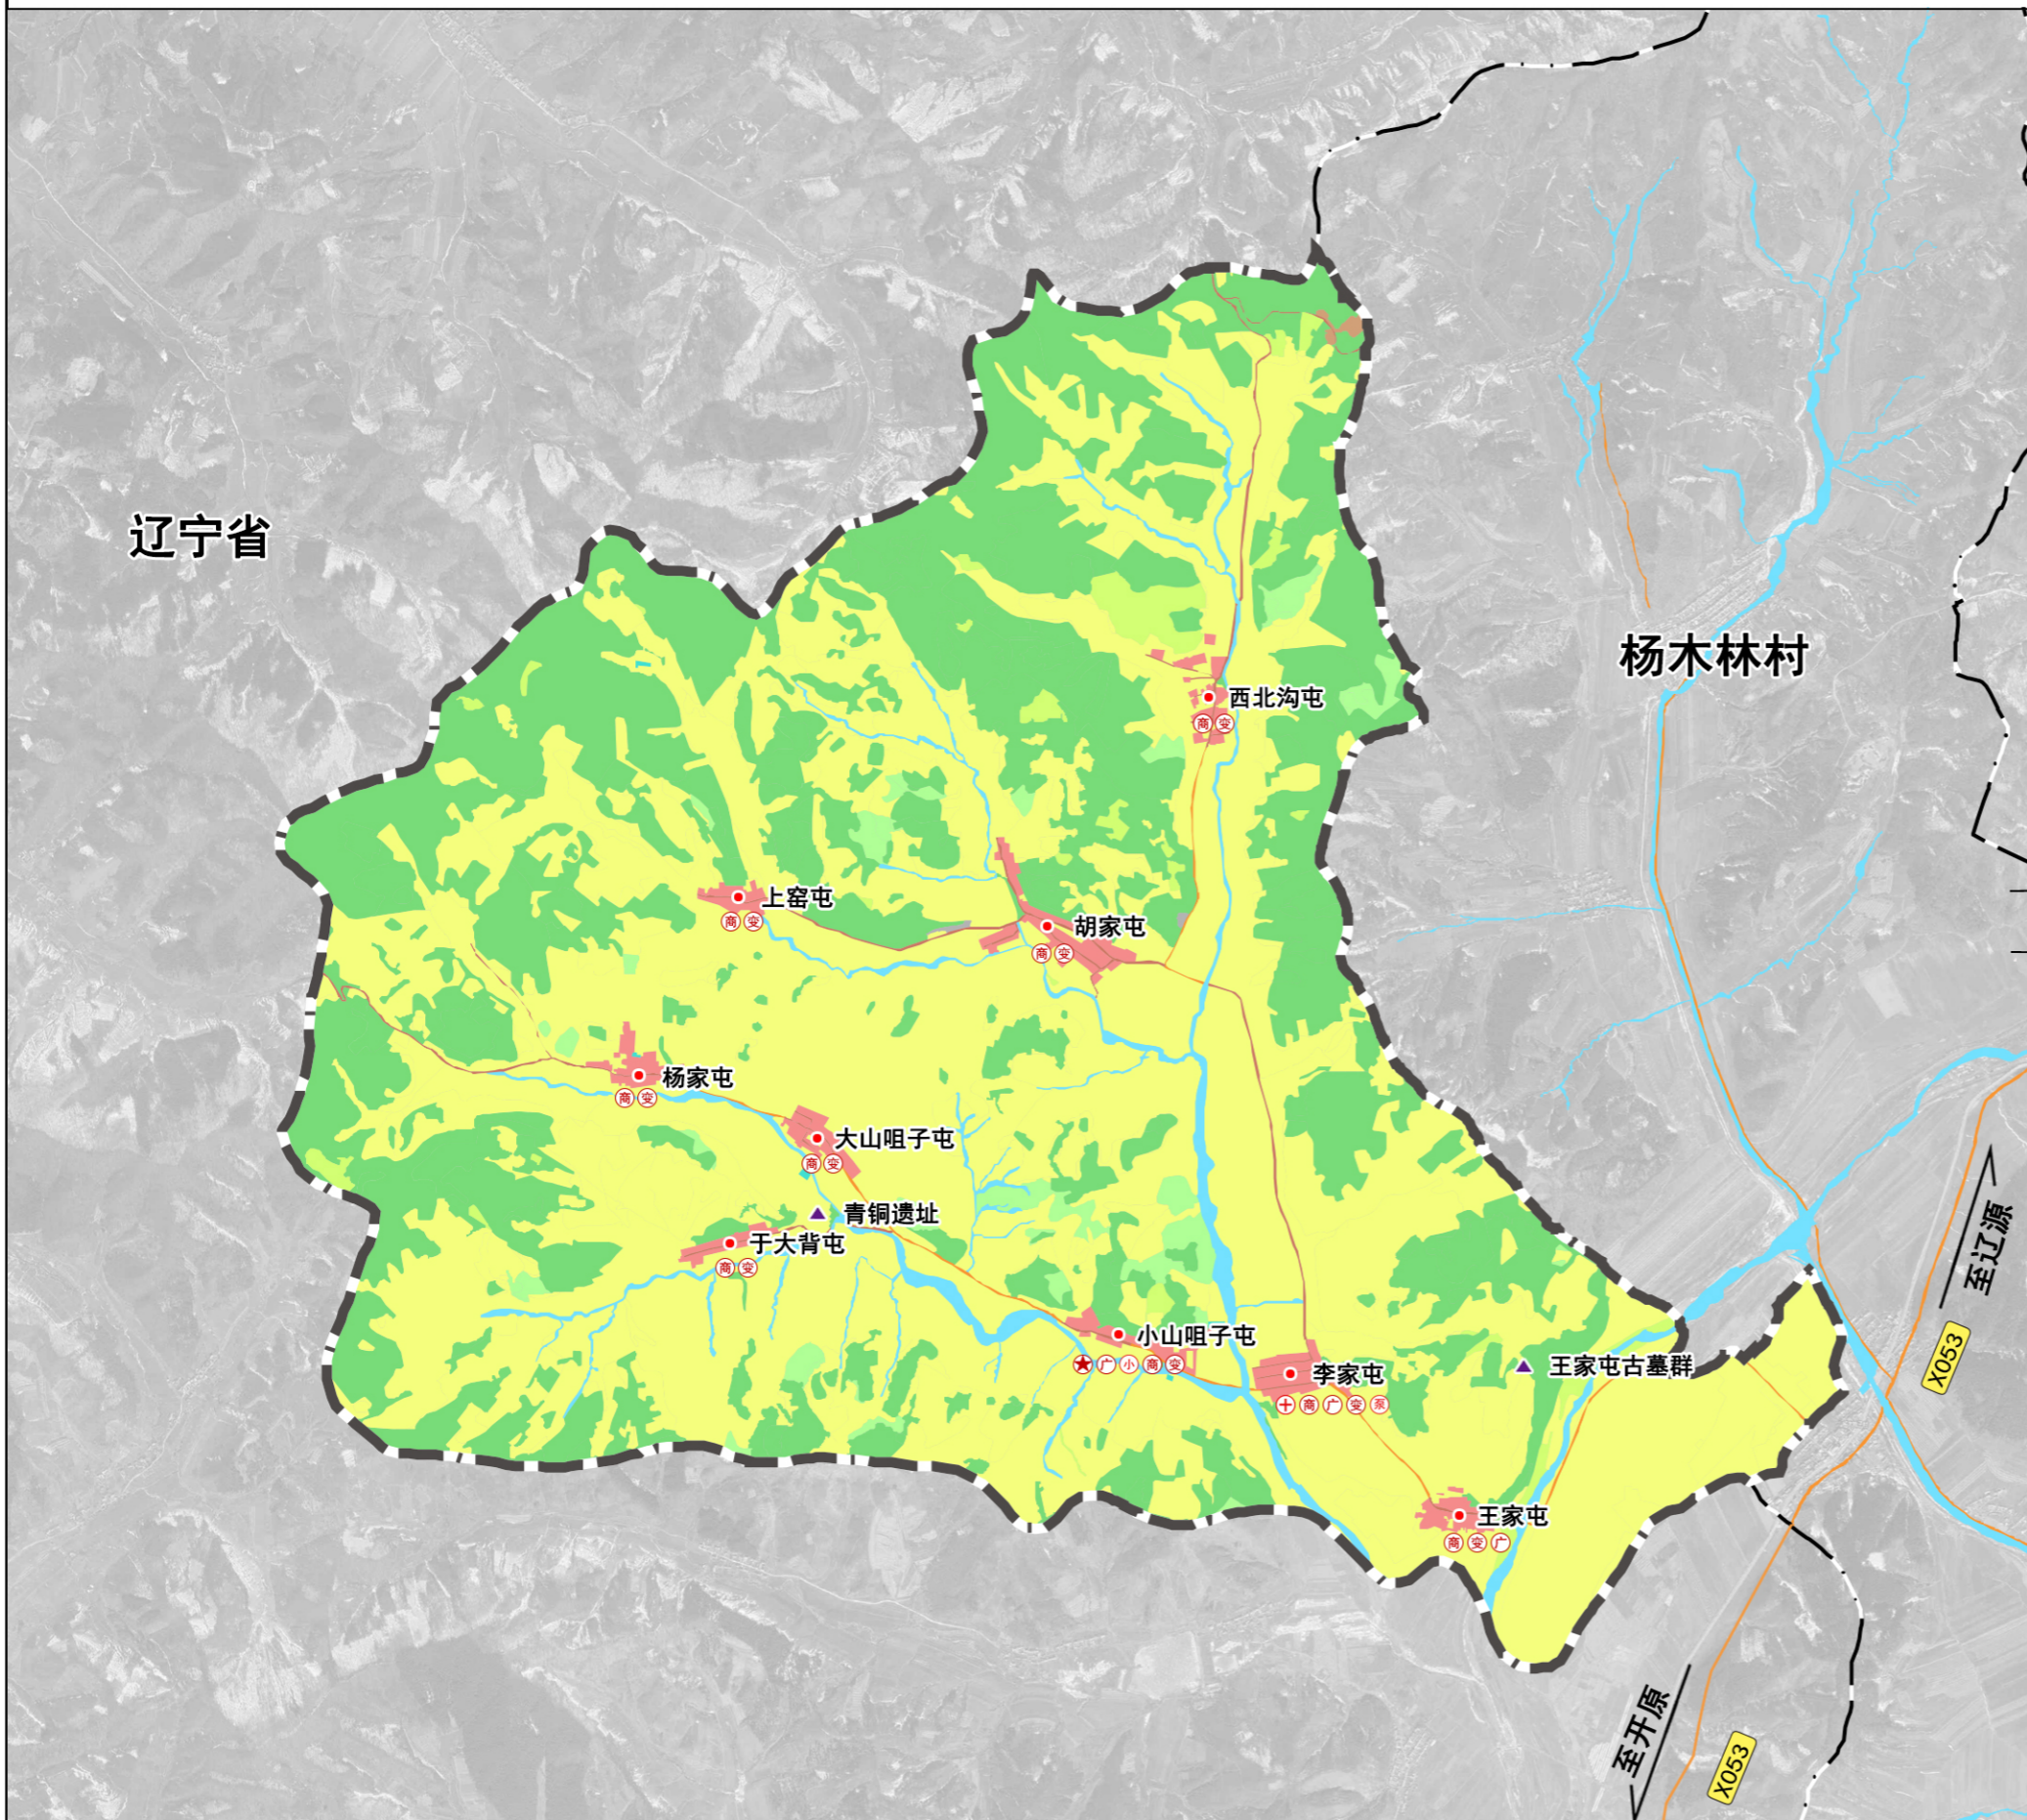 辽宁省
杨木林村
西北沟屯
商 变
上窑屯
商 变
胡家屯
商 变
杨家屯
商 变
大山咀子屯
商 变
青铜遗址
于大背屯
商 变
至辽源
X053
小山咀子屯
广 小 商 变
李家屯
商 广 变 泵
王家屯古墓群
王家屯
商 变 广
至开原
X053